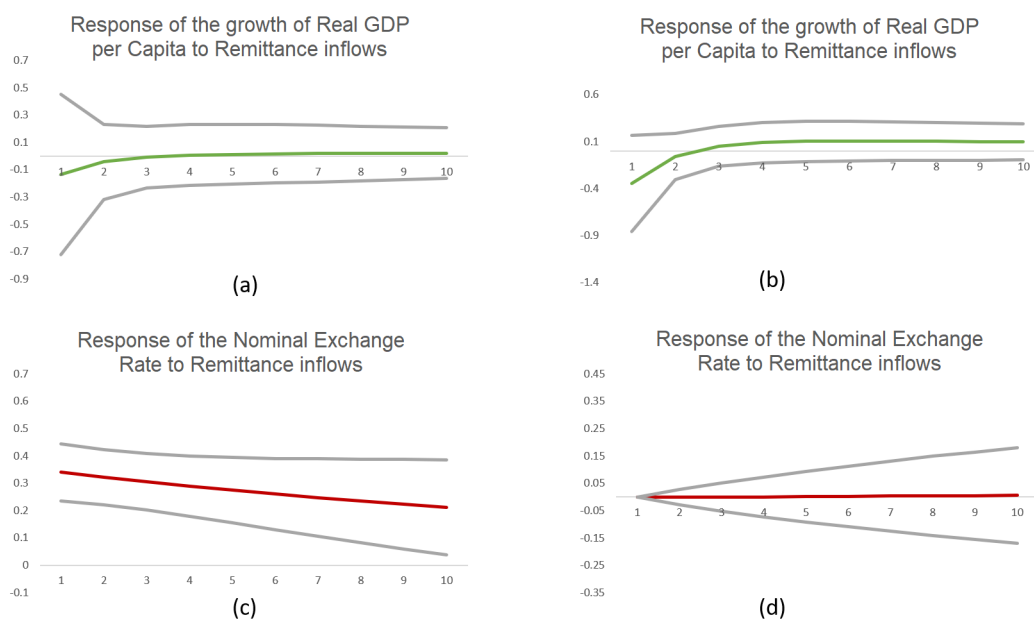 Response of the growth of Real GDP
per Capita to Remittance inflows
0.7
0.5
0.3
0.1
-0.1
-0.3
-0.5
-0.7
-0.9
1 2 3 4 5 6 7 8 9 10
(a)
Response of the growth of Real GDP
per Capita to Remittance inflows
0.6
0.1
-0.4
-0.9
-1.4
1 2 3 4 5 6 7 8 9 10
(b)
Response of the Nominal Exchange
Rate to Remittance inflows
0.7
0.6
0.5
0.4
0.3
0.2
0.1
0
1 2 3 4 5 6 7 8 9 10
(c)
Response of the Nominal Exchange
Rate to Remittance inflows
0.45
0.35
0.25
0.15
0.05
-0.05
-0.15
-0.25
-0.35
1 2 3 4 5 6 7 8 9 10
(d)